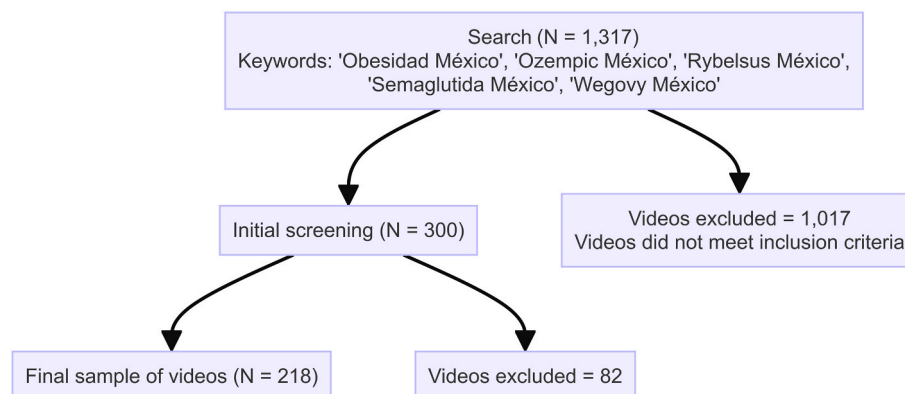 Search (N = 1,317)
Keywords: 'Obesidad México', 'Ozempic México', 'Rybelsus México',
'Semaglutida México', 'Wegovy México'
Initial screening (N = 300)
Videos excluded = 1,017
Videos did not meet inclusion criteria
Final sample of videos (N = 218)
Videos excluded = 82